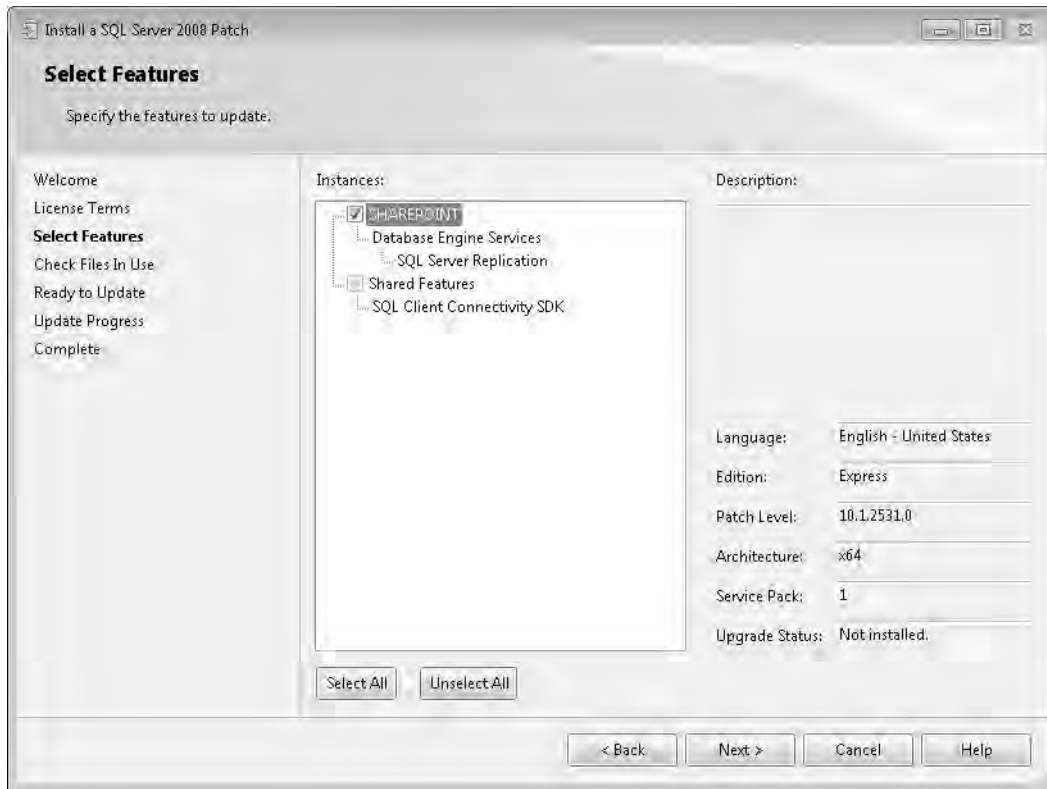 Install a SQL Server 2008 Patch
Select Features
Specify the features to update.
Welcome
License Terms
Select Features
Check Files In Use
Ready to Update
Update Progress
Complete
Instances:
SHAREPOINT
Database Engine Services
SQL Server Replication
Shared Features
SQL Client Connectivity SDK
Select All
Unselect All
Description:
Language: English - United States
Edition: Express
Patch Level: 10.1.2531.0
Architecture: x64
Service Pack: 1
Upgrade Status: Not installed.
< Back
Next >
Cancel
Help